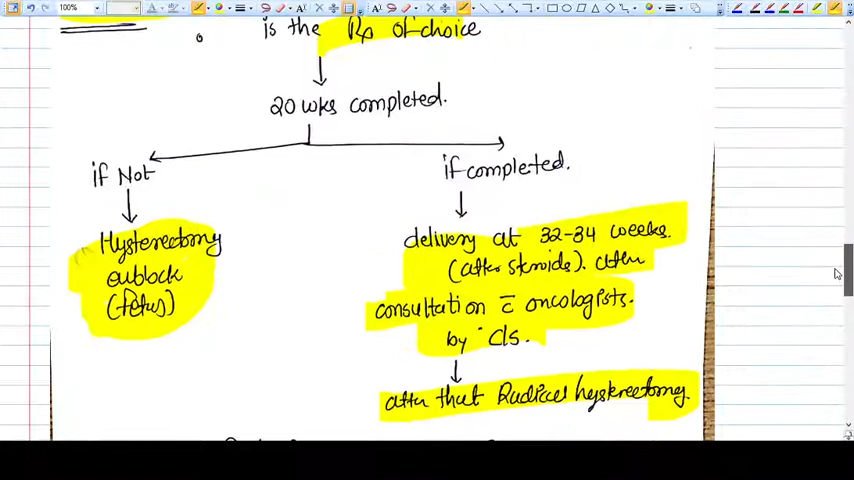 100%
is the Rx of choice
20 wks completed.
if Not
if completed.
Hysterectomy
enblock
(fetus)
delivery at 32-34 weeks.
(after steroids). after
consultation c̄ oncologists.
by C/s.
after that Radical hysterectomy.